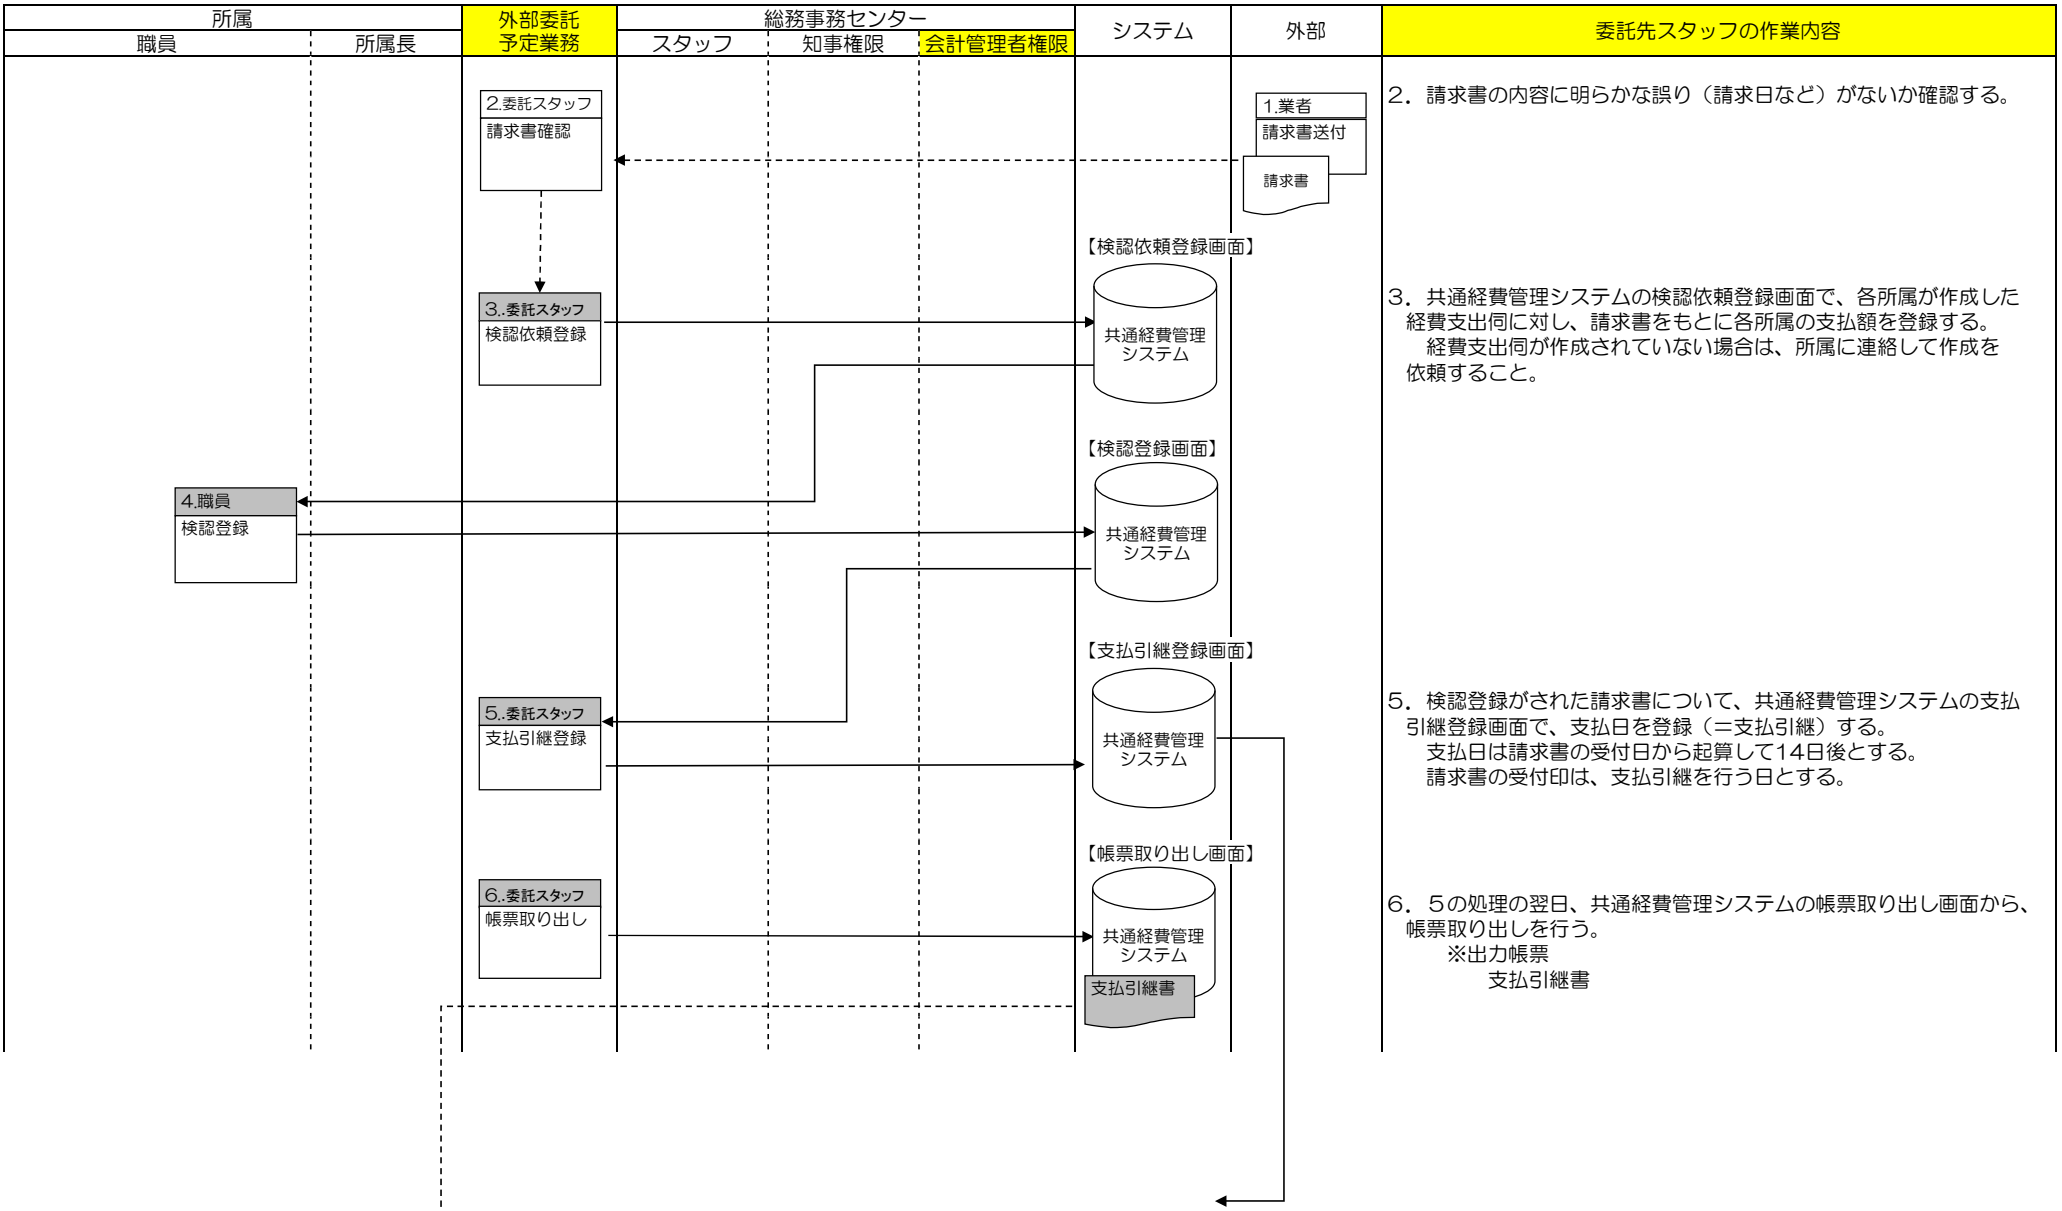 所属
外部委託
予定業務
総務事務センター
システム
外部
委託先スタッフの作業内容
職員
所属長
スタッフ
知事権限
会計管理者権限
2.委託スタッフ
請求書確認
1.業者
請求書送付
請求書
2．請求書の内容に明らかな誤り（請求日など）がないか確認する。
【検認依頼登録画面】
3..委託スタッフ
検認依頼登録
共通経費管理
システム
3．共通経費管理システムの検認依頼登録画面で、各所属が作成した
経費支出伺に対し、請求書をもとに各所属の支払額を登録する。
経費支出伺が作成されていない場合は、所属に連絡して作成を
依頼すること。
【検認登録画面】
4.職員
検認登録
共通経費管理
システム
【支払引継登録画面】
5..委託スタッフ
支払引継登録
共通経費管理
システム
5．検認登録がされた請求書について、共通経費管理システムの支払
引継登録画面で、支払日を登録（＝支払引継）する。
支払日は請求書の受付日から起算して14日後とする。
請求書の受付印は、支払引継を行う日とする。
【帳票取り出し画面】
6..委託スタッフ
帳票取り出し
共通経費管理
システム
支払引継書
6．５の処理の翌日、共通経費管理システムの帳票取り出し画面から、
帳票取り出しを行う。
※出力帳票
支払引継書